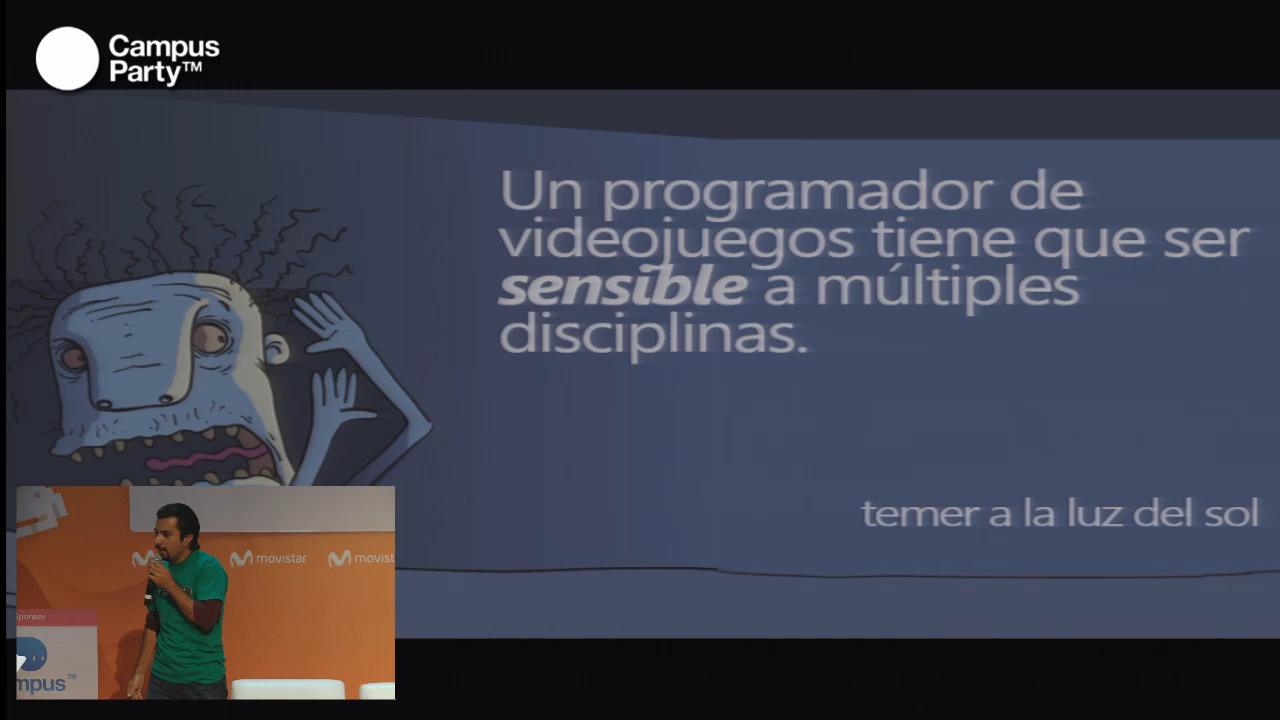 Campus
Party™
Un programador de
videojuegos tiene que ser
sensible a múltiples
disciplinas.
temer a la luz del sol
movistar
movist
sponsor
mpus™